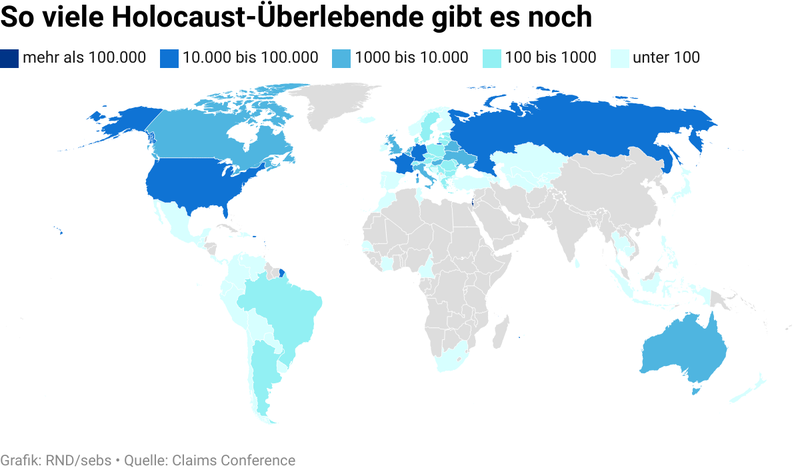 So viele Holocaust-Überlebende gibt es noch
mehr als 100.000 10.000 bis 100.000 1000 bis 10.000 100 bis 1000 unter 100
Grafik: RND/sebs • Quelle: Claims Conference